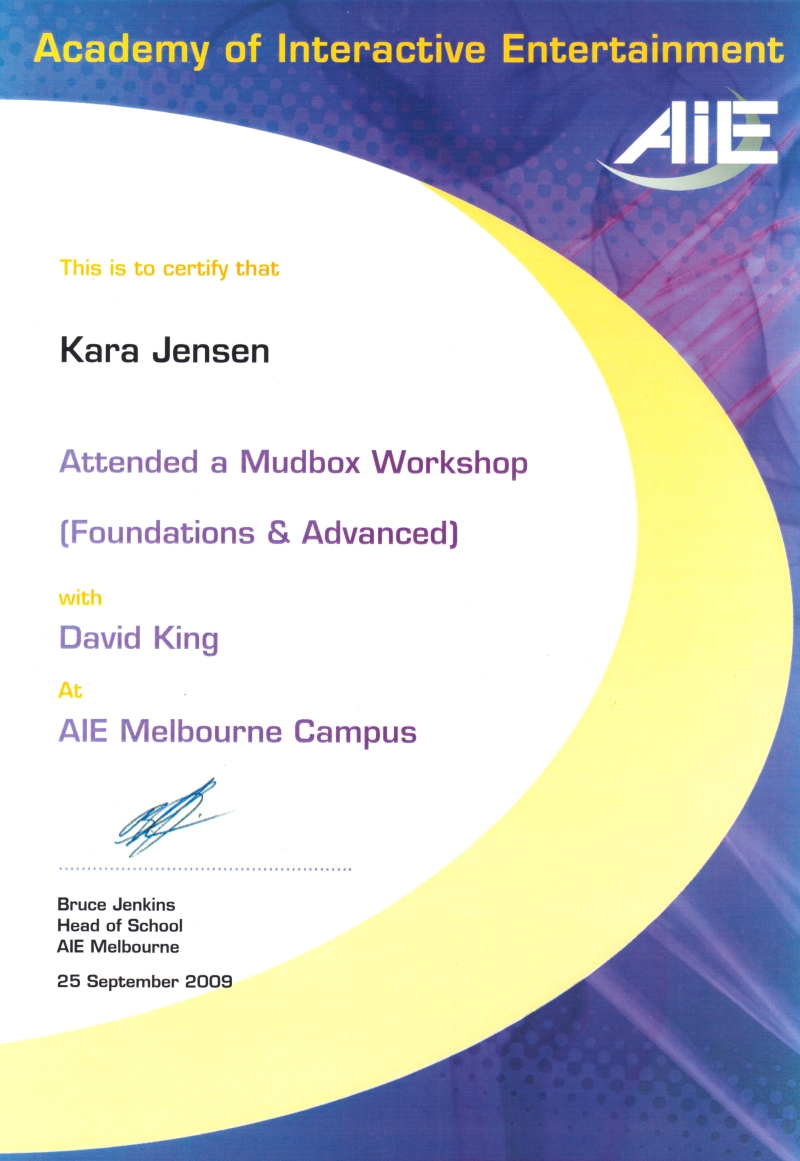 Academy of Interactive Entertainment
AiE
This is to certify that
Kara Jensen
Attended a Mudbox Workshop
(Foundations & Advanced)
with
David King
At
AIE Melbourne Campus
Bruce Jenkins
Head of School
AIE Melbourne
25 September 2009